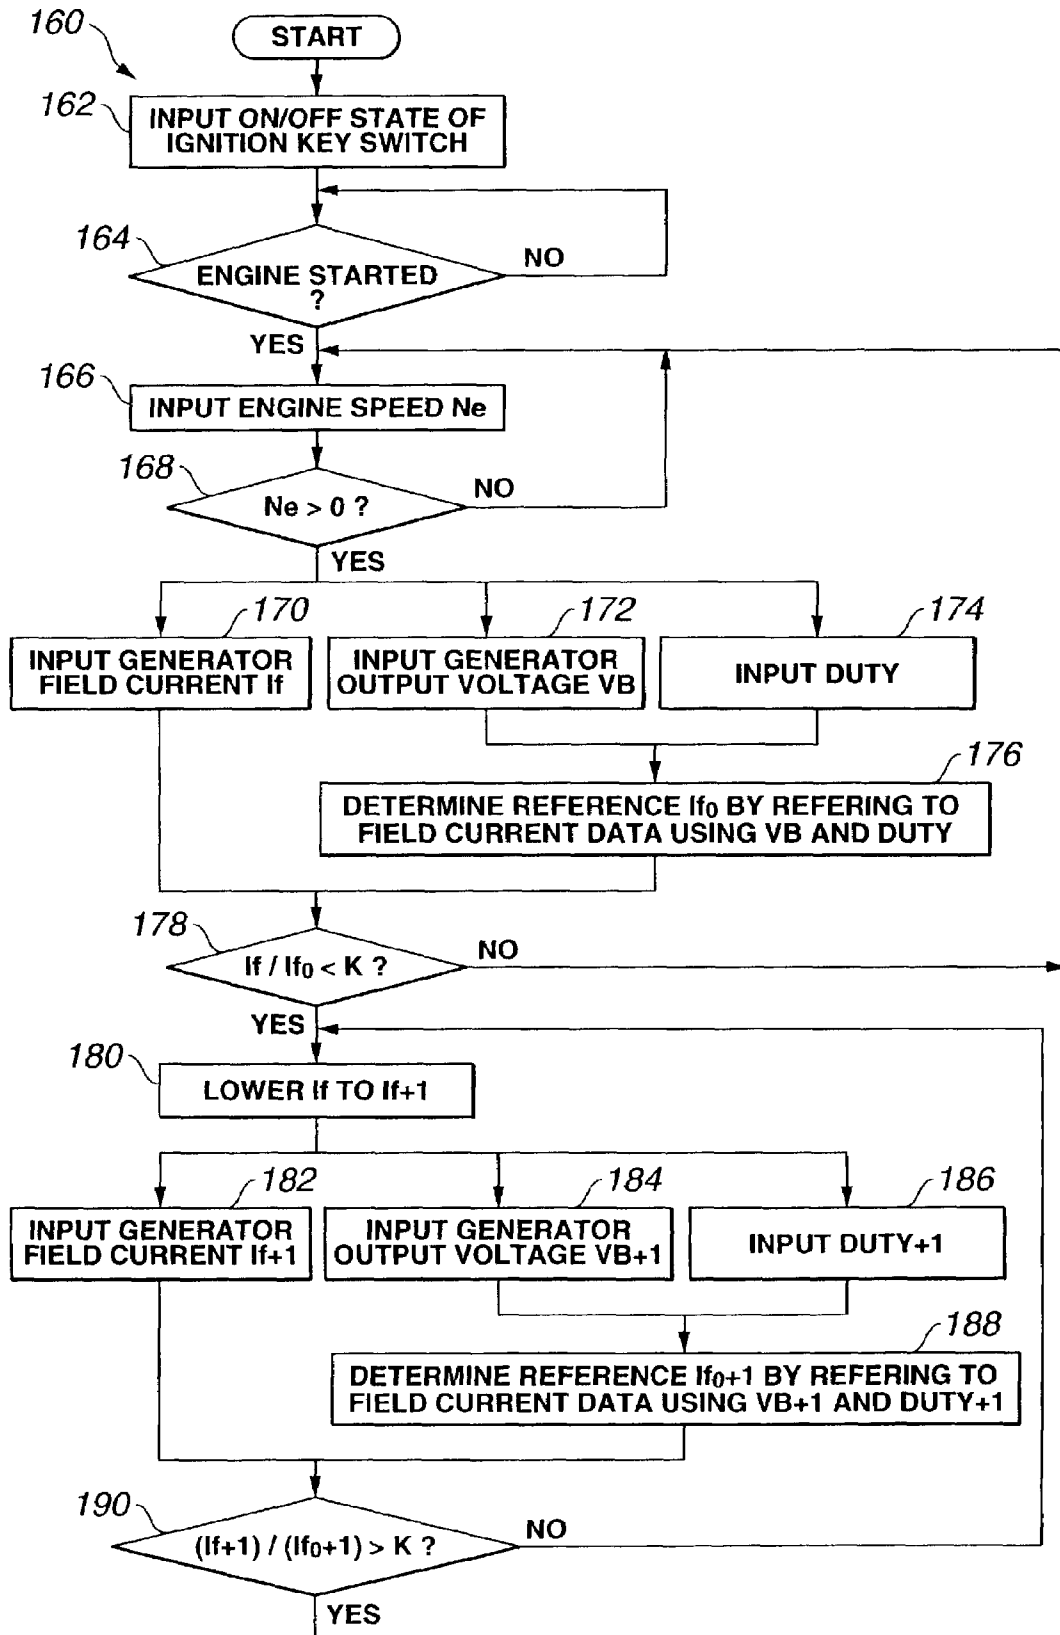 160
START
162
INPUT ON/OFF STATE OF
IGNITION KEY SWITCH
164
ENGINE STARTED
?
NO
YES
166
INPUT ENGINE SPEED Ne
168
Ne > 0 ?
NO
YES
170
INPUT GENERATOR
FIELD CURRENT If
172
INPUT GENERATOR
OUTPUT VOLTAGE VB
174
INPUT DUTY
176
DETERMINE REFERENCE If0 BY REFERING TO
FIELD CURRENT DATA USING VB AND DUTY
178
If / If0 < K ?
NO
YES
180
LOWER If TO If+1
182
INPUT GENERATOR
FIELD CURRENT If+1
184
INPUT GENERATOR
OUTPUT VOLTAGE VB+1
186
INPUT DUTY+1
188
DETERMINE REFERENCE If0+1 BY REFERING TO
FIELD CURRENT DATA USING VB+1 AND DUTY+1
190
(If+1) / (If0+1) > K ?
NO
YES